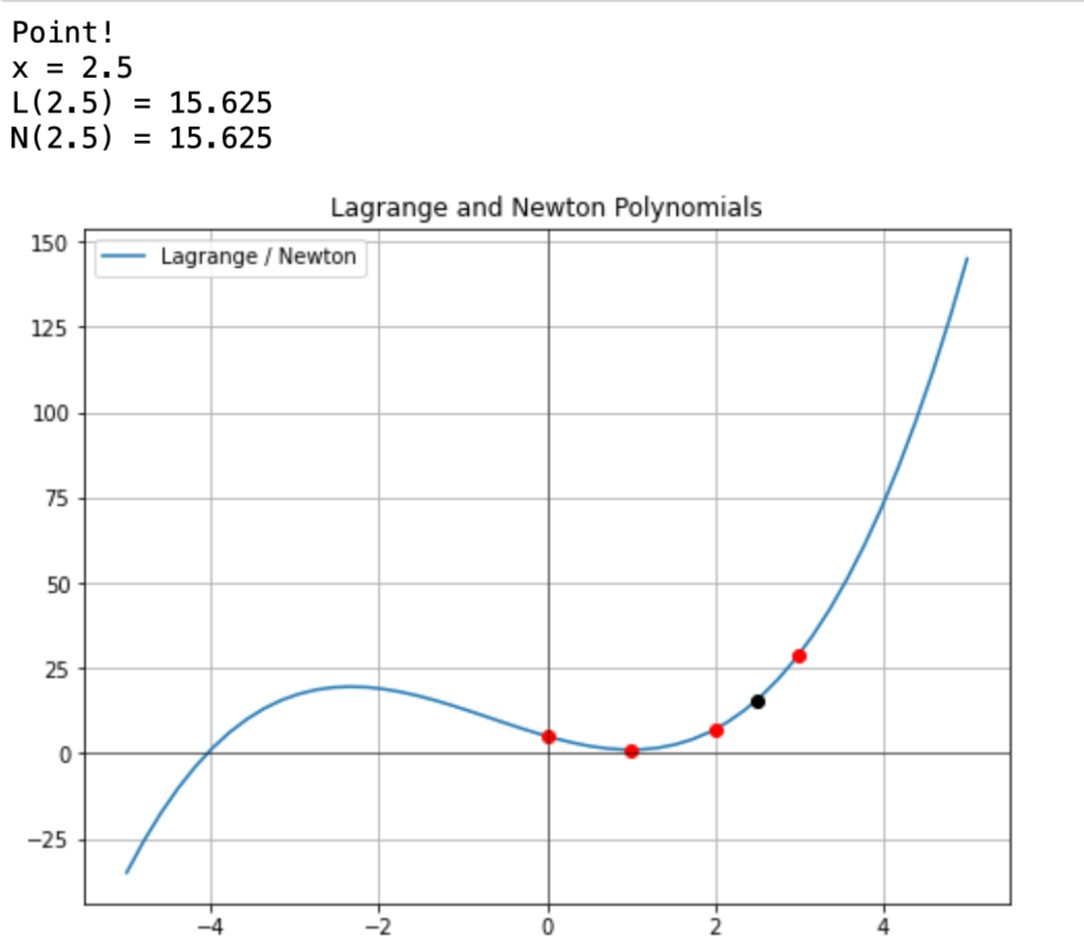 Point!
x = 2.5
L(2.5) = 15.625
N(2.5) = 15.625
Lagrange and Newton Polynomials
Lagrange / Newton
150
125
100
75
50
25
0
−25
−4 −2 0 2 4